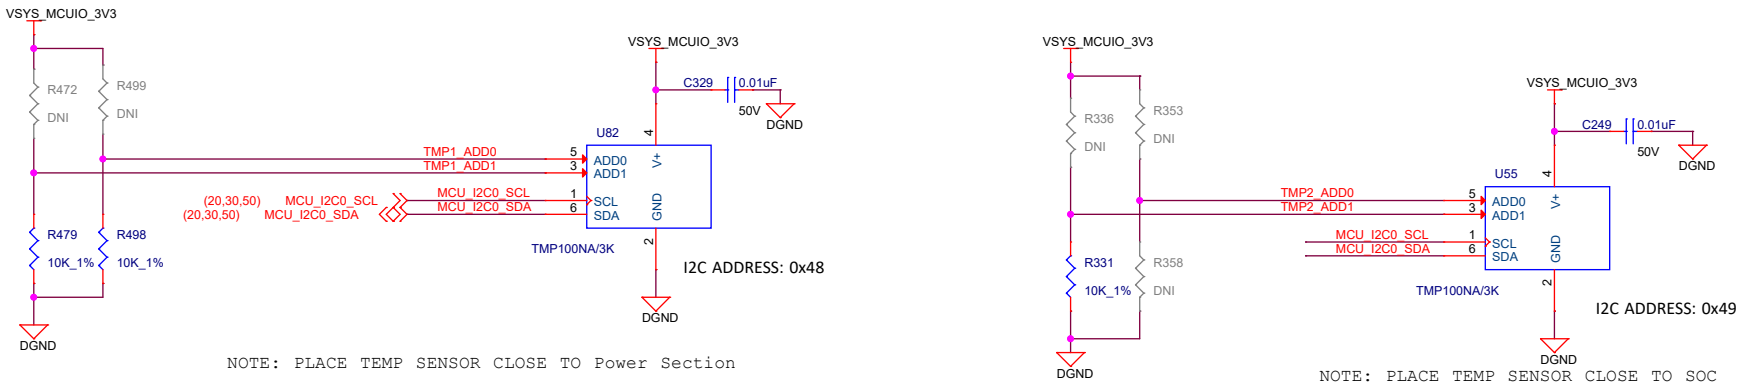 VSYS_MCUIO_3V3
R472
DNI
R499
DNI
R479
10K_1%
R498
10K_1%
DGND
TMP1_ADD0
TMP1_ADD1
(20,30,50) MCU_I2C0_SCL
(20,30,50) MCU_I2C0_SDA
MCU_I2C0_SCL
MCU_I2C0_SDA
VSYS_MCUIO_3V3
C329
0.01uF
50V
DGND
U82
4
V+
5 ADD0
3 ADD1
1 SCL
6 SDA
GND
2
TMP100NA/3K
I2C ADDRESS: 0x48
DGND
NOTE: PLACE TEMP SENSOR CLOSE TO Power Section
VSYS_MCUIO_3V3
R336
DNI
R353
DNI
R331
10K_1%
R358
DNI
DGND
TMP2_ADD0
TMP2_ADD1
MCU_I2C0_SCL
MCU_I2C0_SDA
VSYS_MCUIO_3V3
C249
0.01uF
50V
DGND
U55
4
V+
5 ADD0
3 ADD1
1 SCL
6 SDA
GND
2
TMP100NA/3K
I2C ADDRESS: 0x49
DGND
NOTE: PLACE TEMP SENSOR CLOSE TO SOC